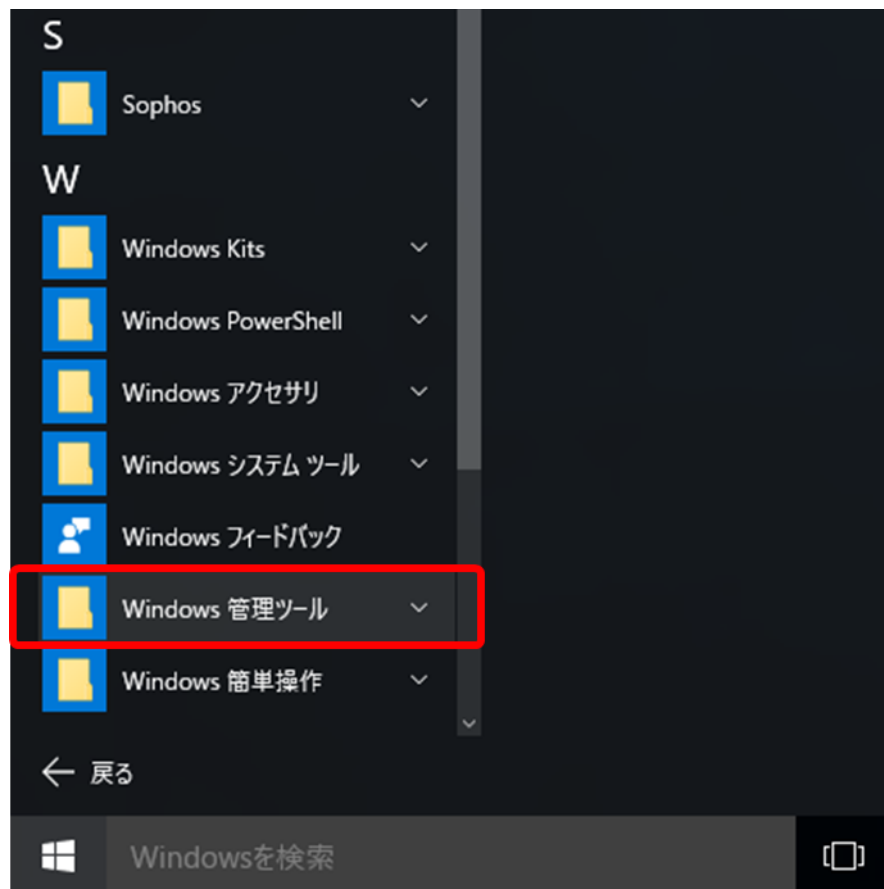 S
Sophos
W
Windows Kits
Windows PowerShell
Windows アクセサリ
Windows システム ツール
Windows フィードバック
Windows 管理ツール
Windows 簡単操作
戻る
Windowsを検索